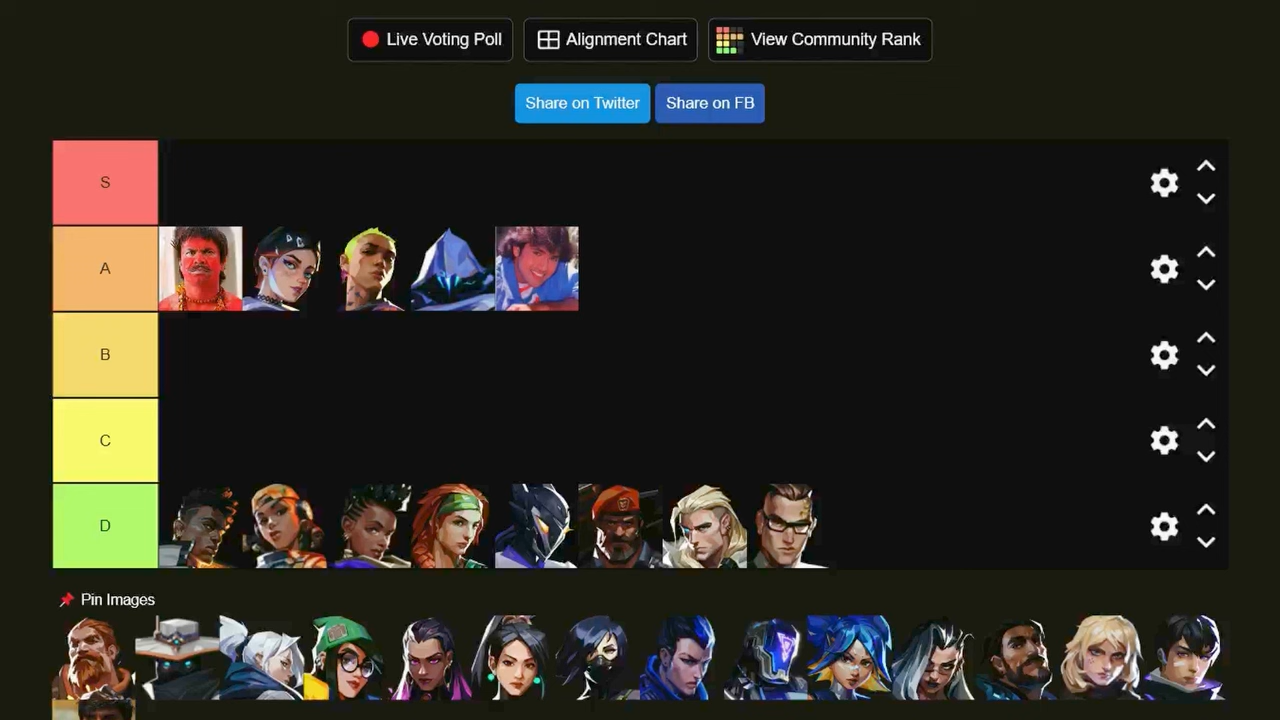 Live Voting Poll
Alignment Chart
View Community Rank
Share on Twitter
Share on FB
S
A
B
C
D
Pin Images